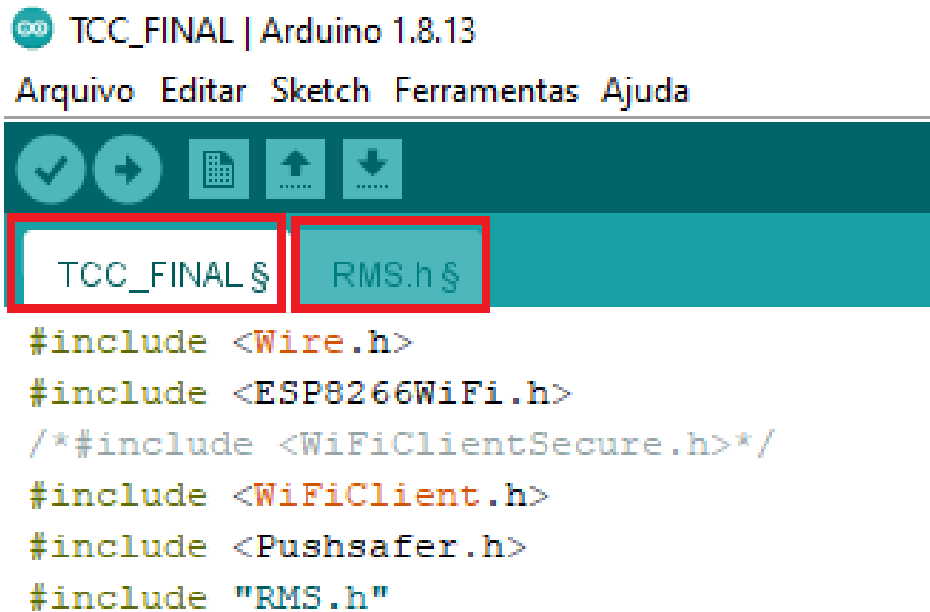 TCC_FINAL | Arduino 1.8.13
Arquivo Editar Sketch Ferramentas Ajuda
TCC_FINAL § RMS.h §
#include <Wire.h>
#include <ESP8266WiFi.h>
/*#include <WiFiClientSecure.h>*/
#include <WiFiClient.h>
#include <Pushsafer.h>
#include "RMS.h"